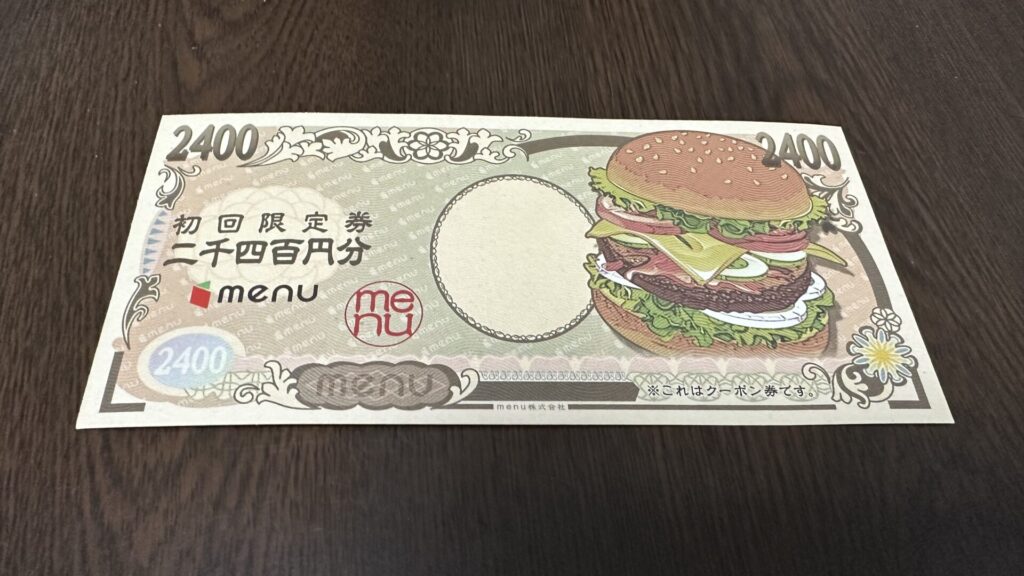 2400
2400
初回限定券
二千四百円分
menu
me
nu
2400
menu
※これはクーポン券です。
menu株式会社